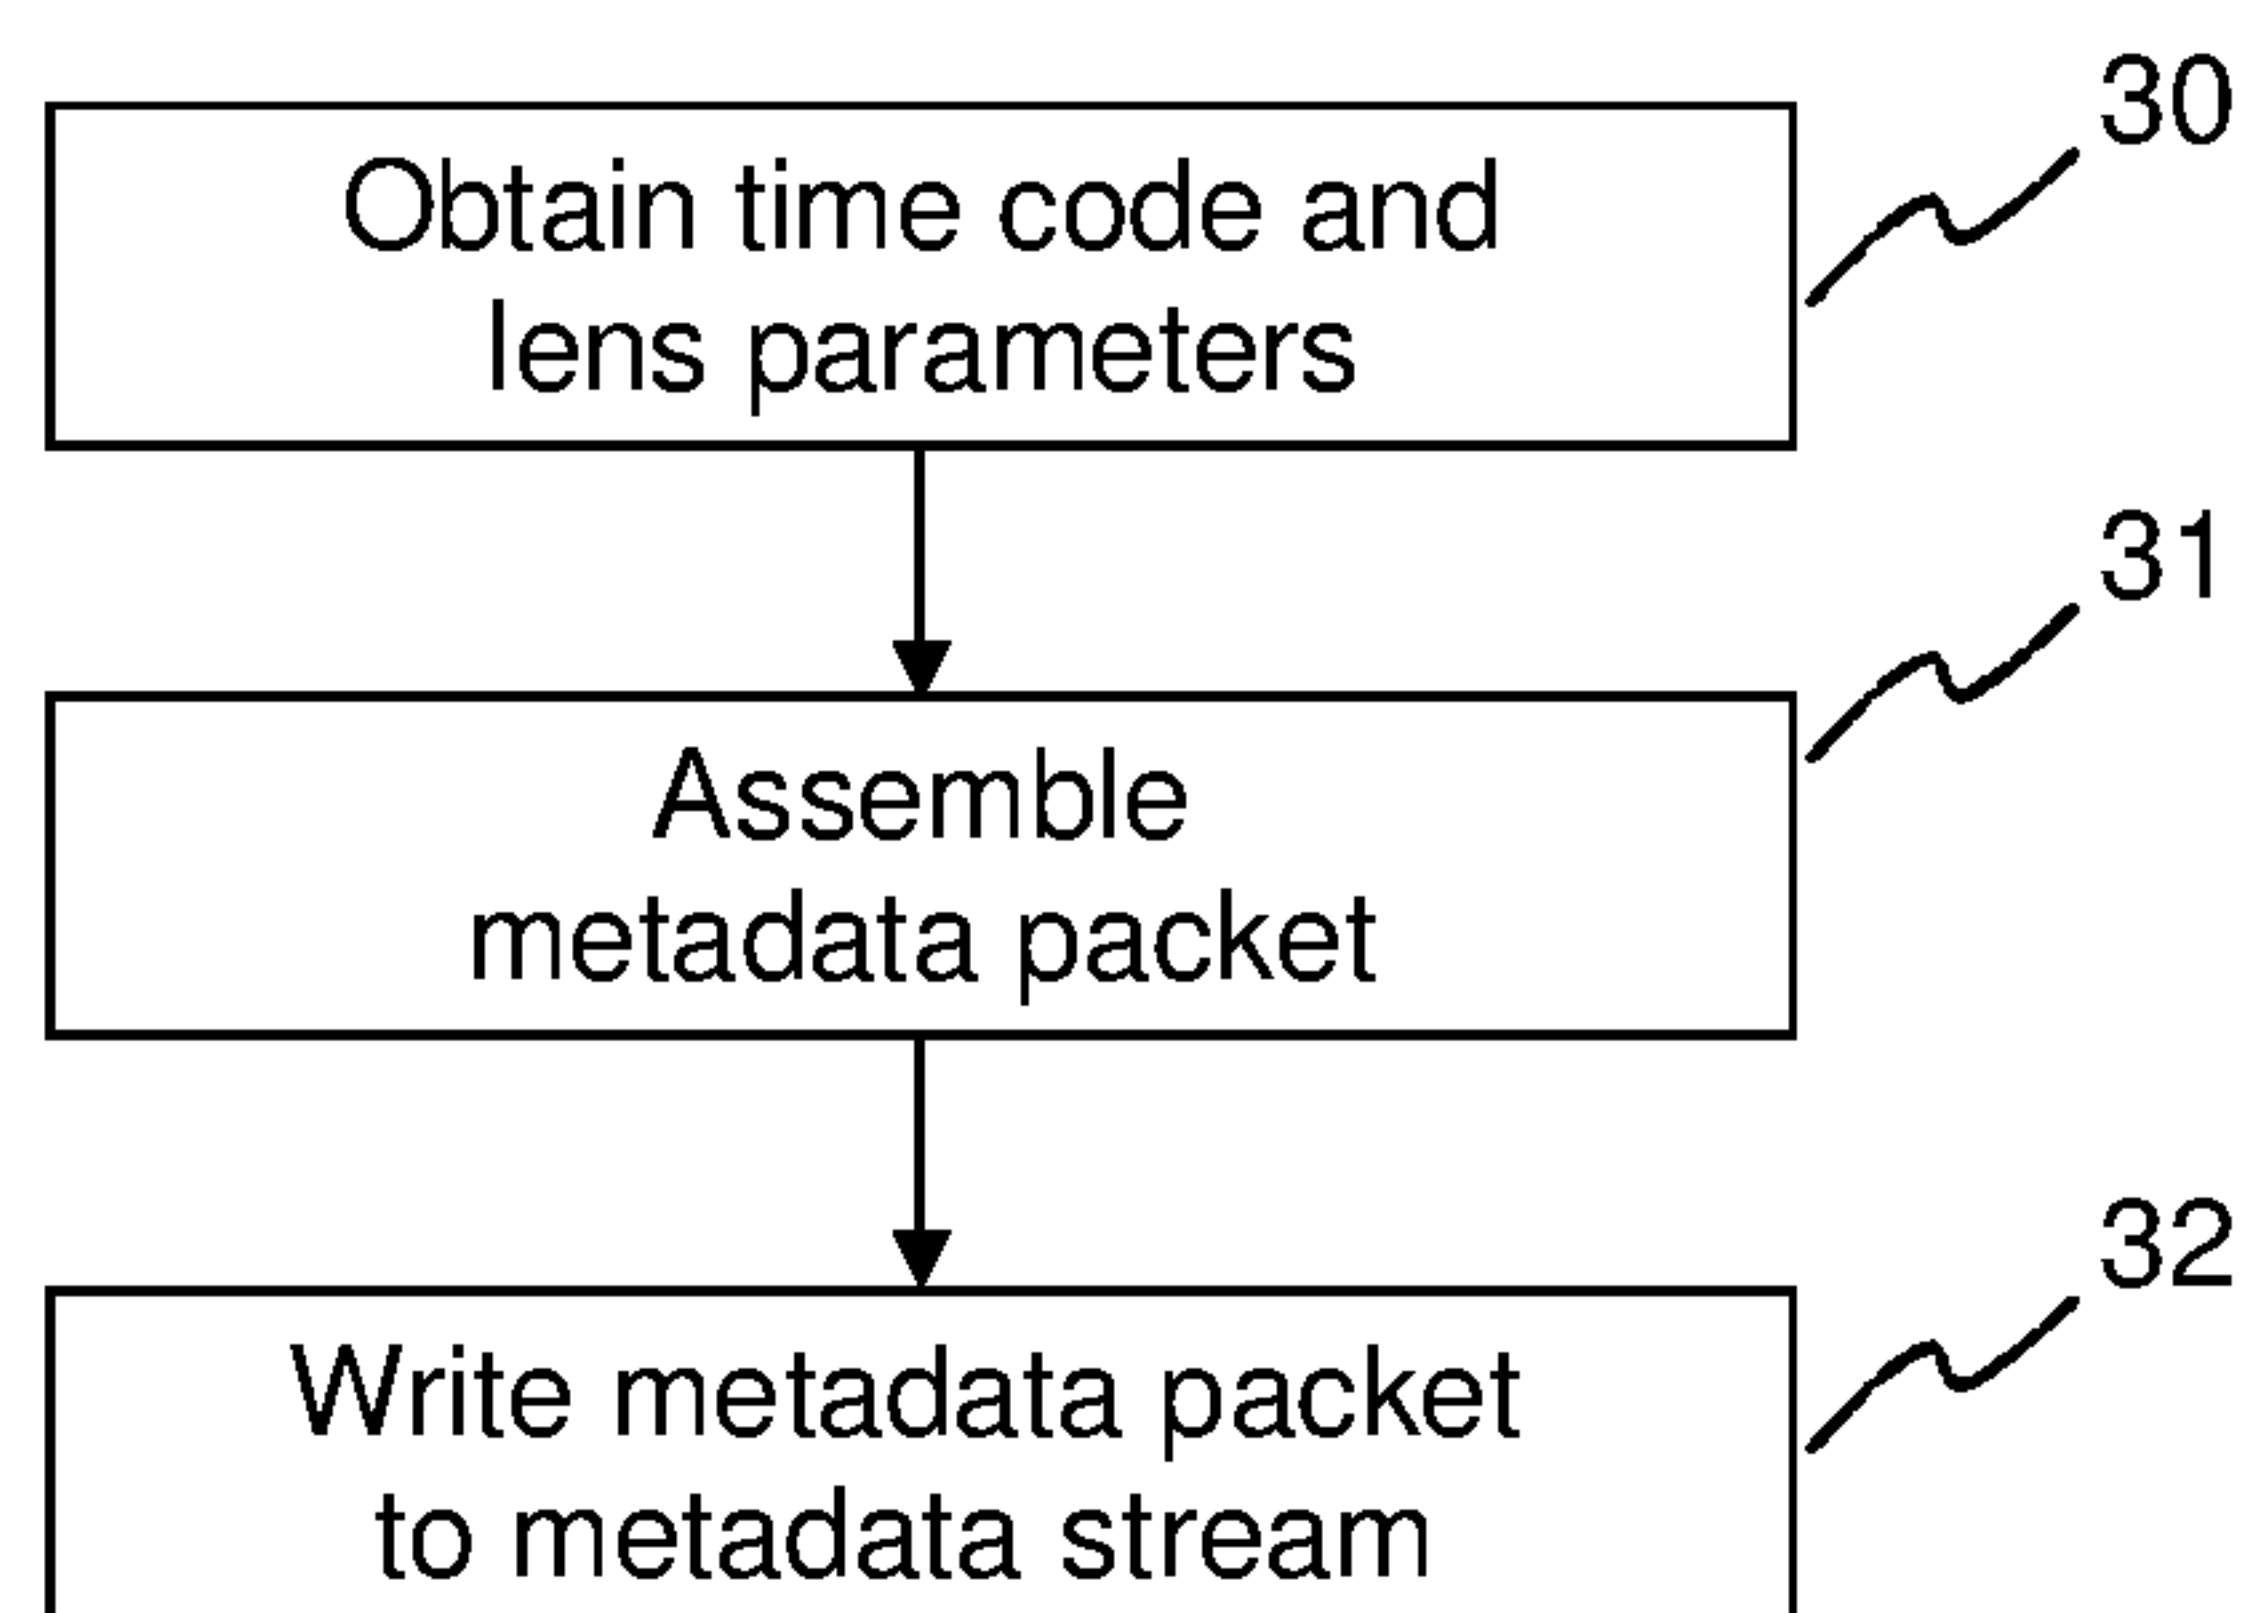 30
Obtain time code and
lens parameters
31
Assemble
metadata packet
32
Write metadata packet
to metadata stream